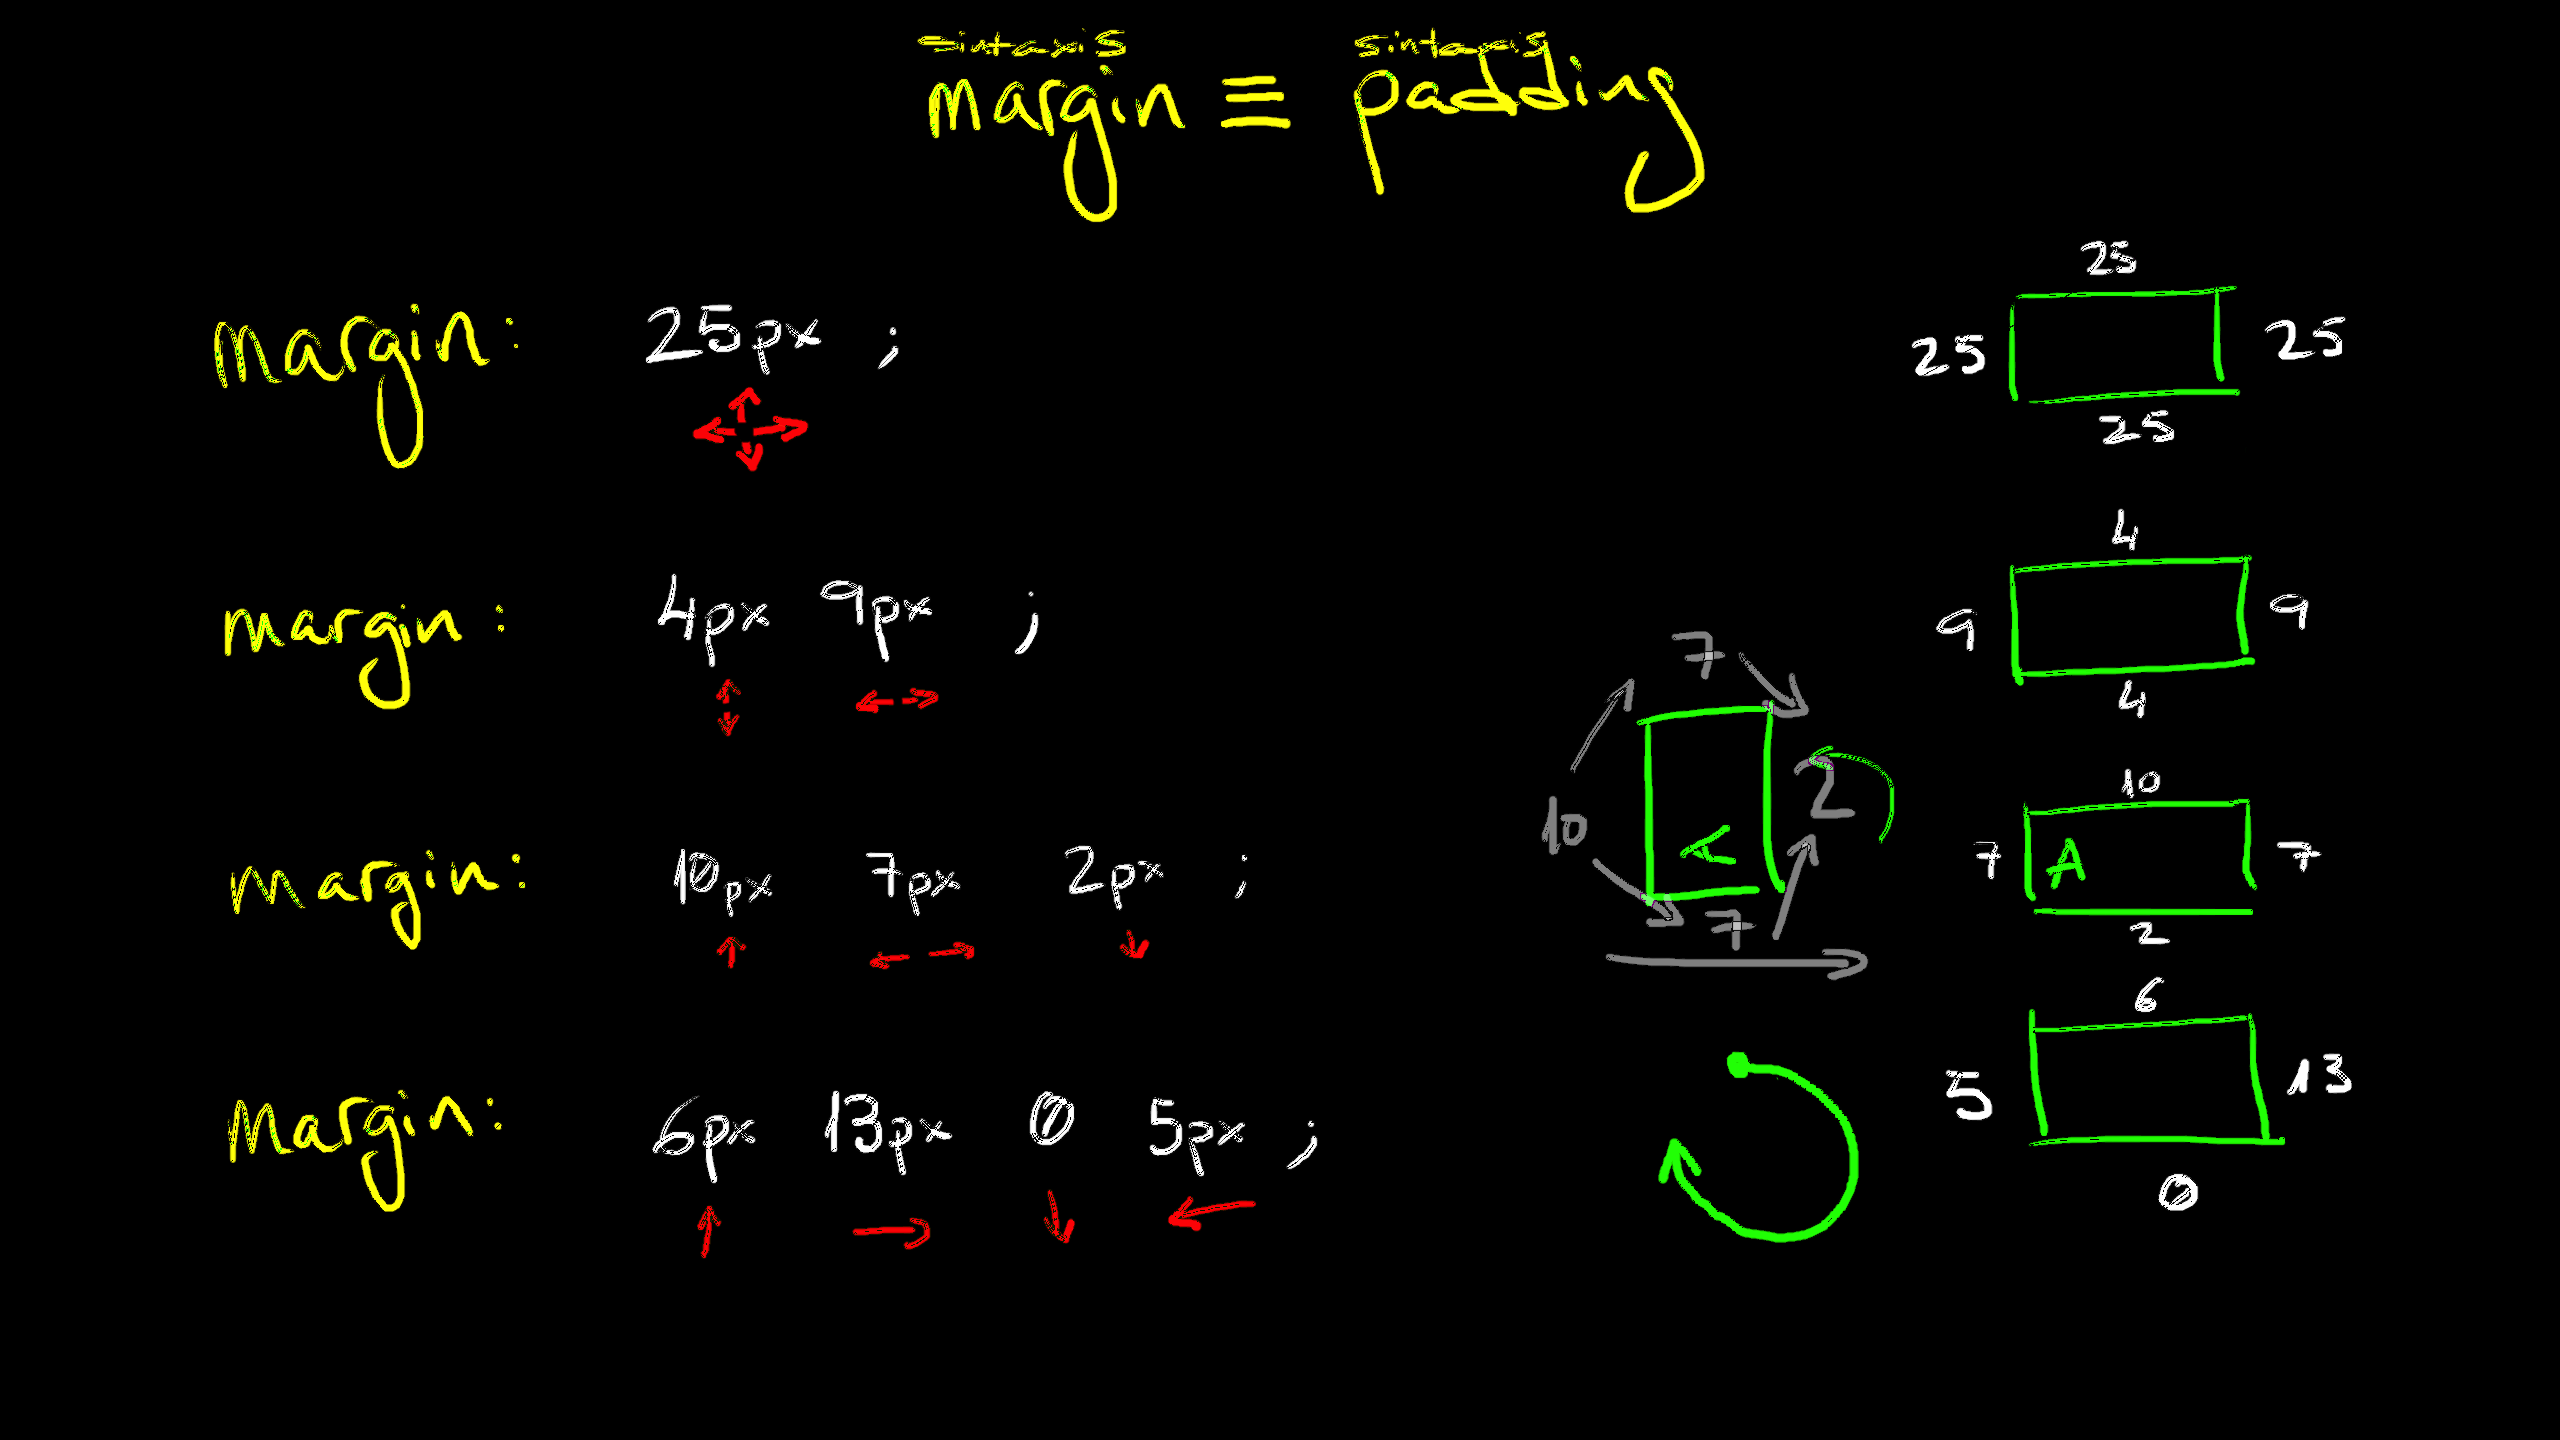 sintaxis sintaxis
margin ≡ padding
margin: 25px ;
25
25 25
25
margin: 4px 9px ;
4
9 9
4
7
10 2
7
A
margin: 10px 7px 2px ;
10
7 A 7
2
margin: 6px 13px 0 5px ;
6
5 13
0